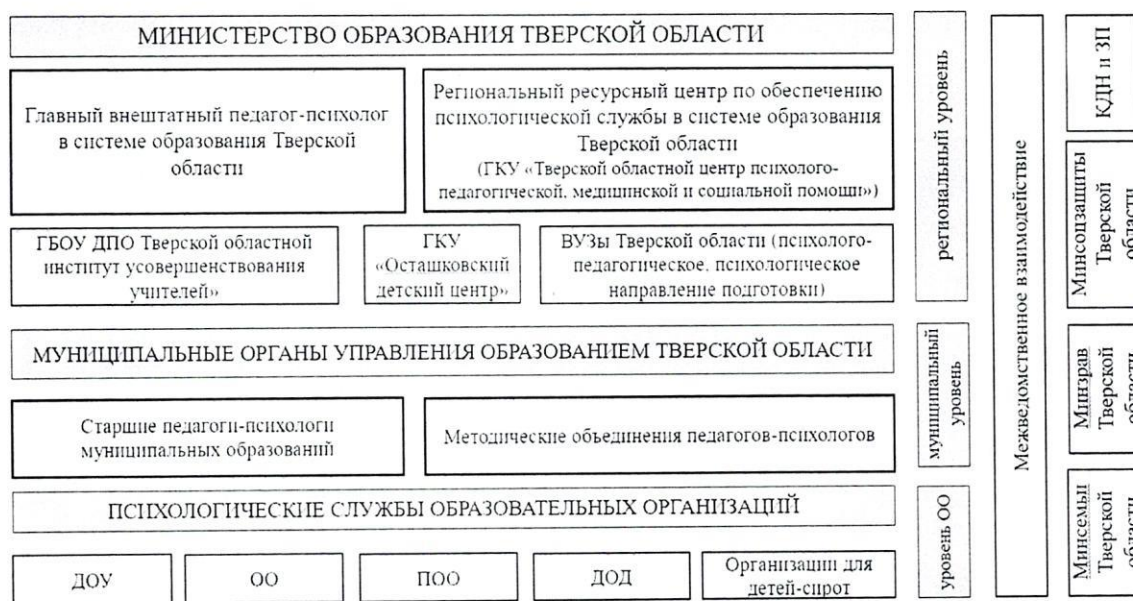 МИНИСТЕРСТВО ОБРАЗОВАНИЯ ТВЕРСКОЙ ОБЛАСТИ
Главный внештатный педагог-психолог
в системе образования Тверской
области
Региональный ресурсный центр по обеспечению
психологической службы в системе образования
Тверской области
(ГКУ «Тверской областной центр психолого-
педагогической, медицинской и социальной помощи»)
ГБОУ ДПО Тверской областной
институт усовершенствования
учителей»
ГКУ
«Осташковский
детский центр»
ВУЗы Тверской области (психолого-
педагогическое, психологическое
направление подготовки)
региональный уровень
МУНИЦИПАЛЬНЫЕ ОРГАНЫ УПРАВЛЕНИЯ ОБРАЗОВАНИЕМ ТВЕРСКОЙ ОБЛАСТИ
Старшие педагоги-психологи
муниципальных образований
Методические объединения педагогов-психологов
муниципальный
уровень
ПСИХОЛОГИЧЕСКИЕ СЛУЖБЫ ОБРАЗОВАТЕЛЬНЫХ ОРГАНИЗАЦИЙ
ДОУ
ОО
ПОО
ДОД
Организации для
детей-сирот
уровень ОО
Межведомственное взаимодействие
КДН и ЗП
Минсоцзащиты
Тверской
области
Минздрав
Тверской
области
Минсемьи
Тверской
области